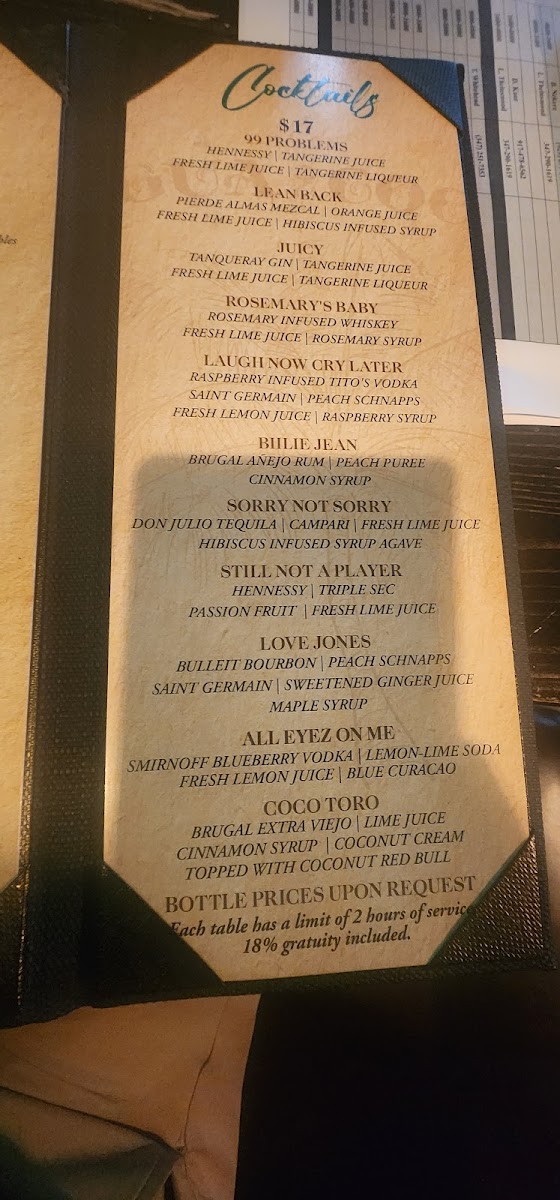 bles
Cocktails
$17
99 PROBLEMS
HENNESSY | TANGERINE JUICE
FRESH LIME JUICE | TANGERINE LIQUEUR
LEAN BACK
PIERDE ALMAS MEZCAL | ORANGE JUICE
FRESH LIME JUICE | HIBISCUS INFUSED SYRUP
JUICY
TANQUERAY GIN | TANGERINE JUICE
FRESH LIME JUICE | TANGERINE LIQUEUR
ROSEMARY'S BABY
ROSEMARY INFUSED WHISKEY
FRESH LIME JUICE | ROSEMARY SYRUP
LAUGH NOW CRY LATER
RASPBERRY INFUSED TITO'S VODKA
SAINT GERMAIN | PEACH SCHNAPPS
FRESH LEMON JUICE | RASPBERRY SYRUP
BIILIE JEAN
BRUGAL AÑEJO RUM | PEACH PUREE
CINNAMON SYRUP
SORRY NOT SORRY
DON JULIO TEQUILA | CAMPARI | FRESH LIME JUICE
HIBISCUS INFUSED SYRUP AGAVE
STILL NOT A PLAYER
HENNESSY | TRIPLE SEC
PASSION FRUIT | FRESH LIME JUICE
LOVE JONES
BULLEIT BOURBON | PEACH SCHNAPPS
SAINT GERMAIN | SWEETENED GINGER JUICE
MAPLE SYRUP
ALL EYEZ ON ME
SMIRNOFF BLUEBERRY VODKA | LEMON-LIME SODA
FRESH LEMON JUICE | BLUE CURACAO
COCO TORO
BRUGAL EXTRA VIEJO | LIME JUICE
CINNAMON SYRUP | COCONUT CREAM
TOPPED WITH COCONUT RED BULL
BOTTLE PRICES UPON REQUEST
Each table has a limit of 2 hours of service
18% gratuity included.